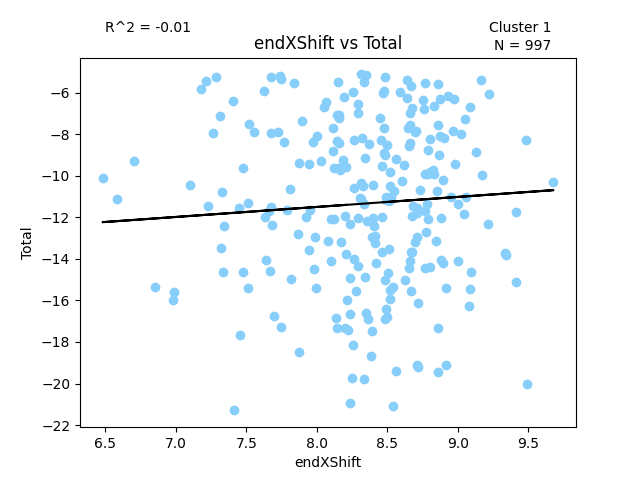 R^2 = -0.01
Cluster 1
endXShift vs Total
N = 997
−6
−8
−10
−12
−14
−16
−18
−20
−22
Total
6.5 7.0 7.5 8.0 8.5 9.0 9.5
endXShift